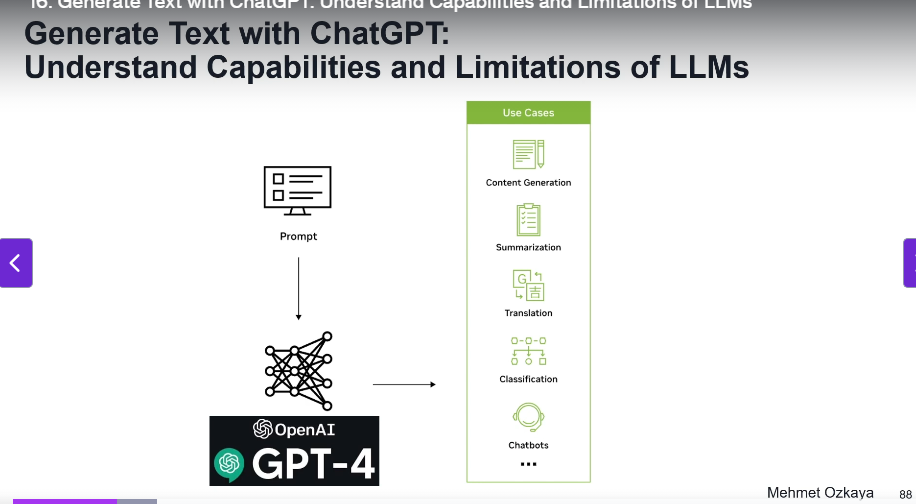 16. Generate Text with ChatGPT: Understand Capabilities and Limitations of LLMs
Generate Text with ChatGPT:
Understand Capabilities and Limitations of LLMs
Use Cases
Content Generation
Summarization
G
吉
Translation
Classification
Chatbots
...
Prompt
OpenAI
GPT-4
Mehmet Ozkaya
88